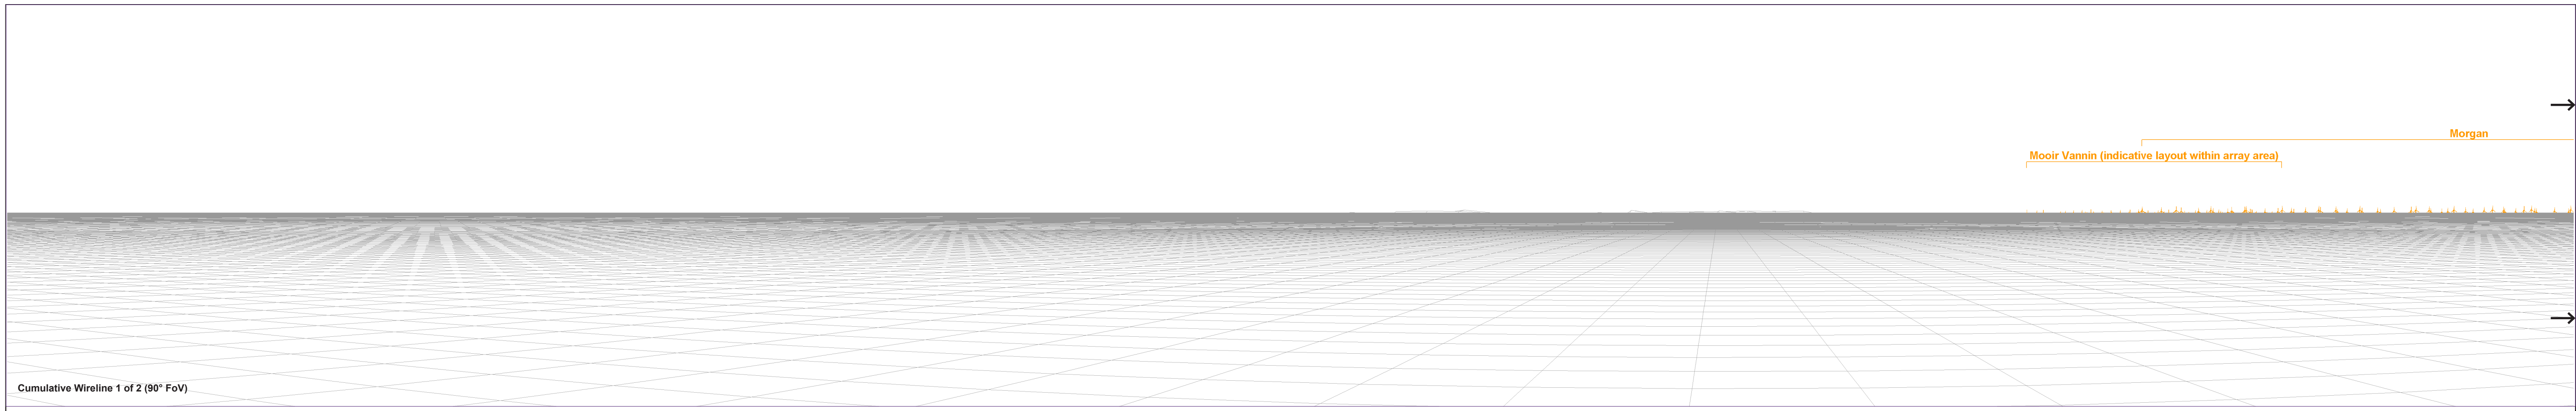 Morgan
Mooir Vannin (indicative layout within array area)
Cumulative Wireline 1 of 2 (90° FoV)